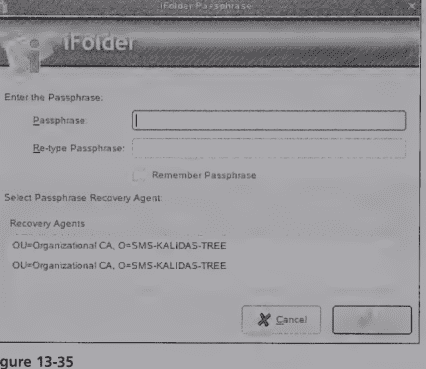 iFolder Passphrase
iFolder
Enter the Passphrase:
Passphrase:
Re-type Passphrase:
Remember Passphrase
Select Passphrase Recovery Agent:
Recovery Agents
OU=Organizational CA, O=SMS-KALIDAS-TREE
OU=Organizational CA, O=SMS-KALIDAS-TREE
Cancel
gure 13-35